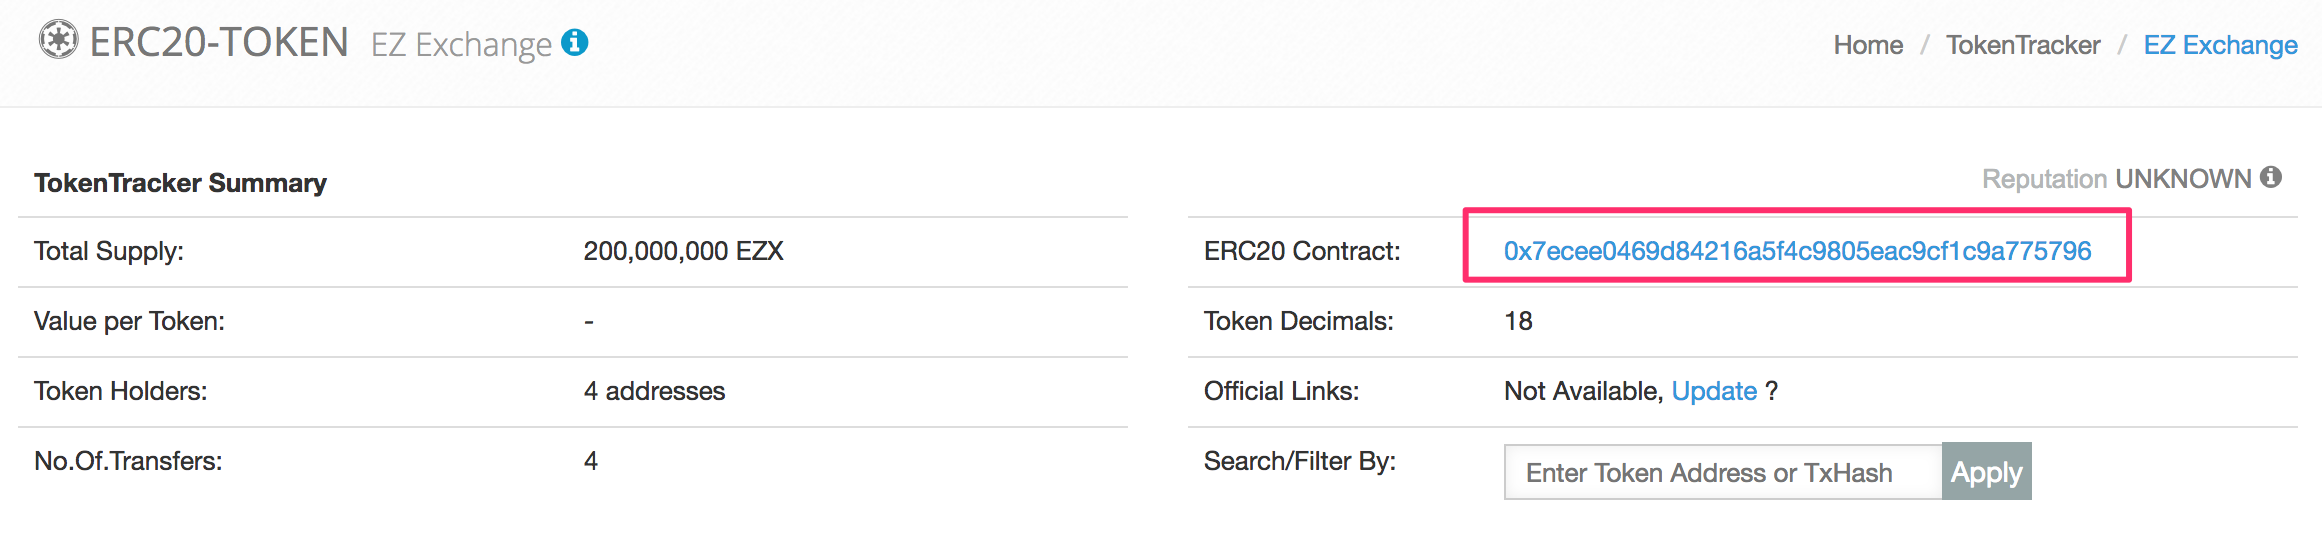 ERC20-TOKEN EZ Exchange
Home / TokenTracker / EZ Exchange
TokenTracker Summary
Reputation UNKNOWN
Total Supply: 200,000,000 EZX
ERC20 Contract: 0x7ecee0469d84216a5f4c9805eac9cf1c9a775796
Value per Token: -
Token Decimals: 18
Token Holders: 4 addresses
Official Links: Not Available, Update ?
No.Of.Transfers: 4
Search/Filter By: Enter Token Address or TxHash Apply